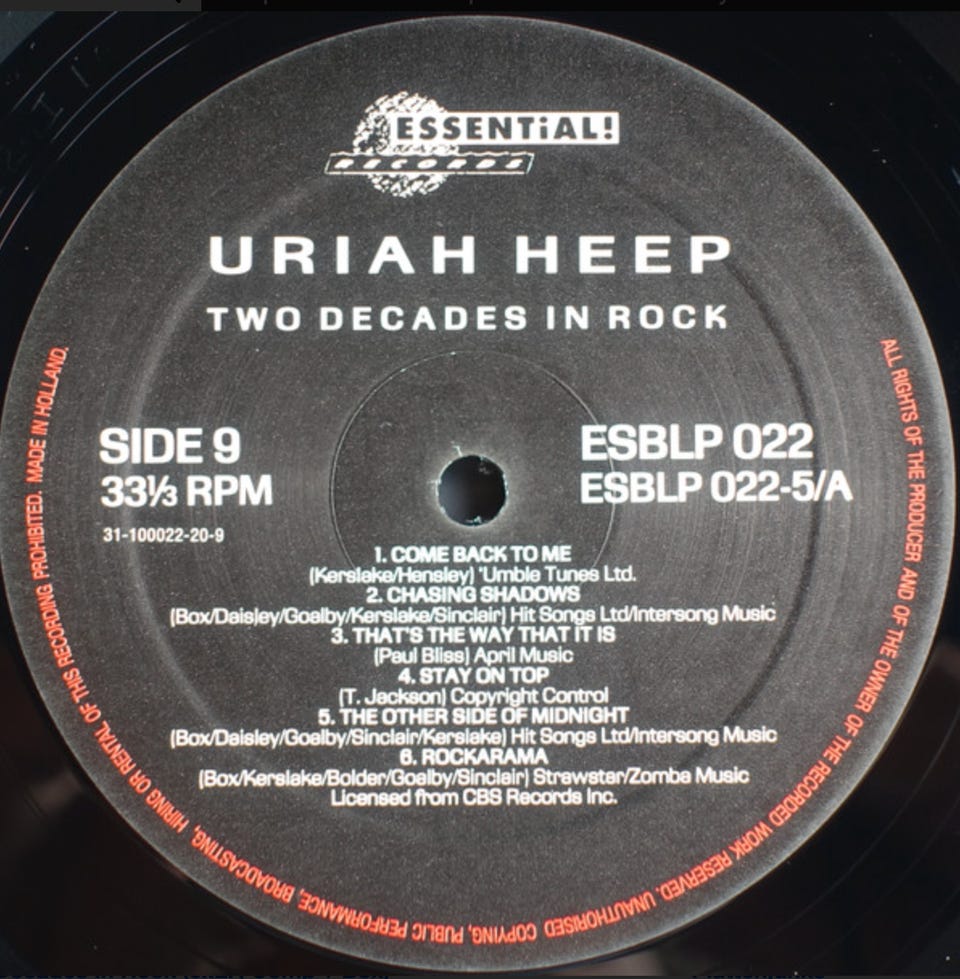 ESSENTiAL!
RECORDS
URIAH HEEP
TWO DECADES IN ROCK
SIDE 9
33⅓ RPM
31-100022-20-9
ESBLP 022
ESBLP 022-5/A
1. COME BACK TO ME
(Kerslake/Hensley) 'Umble Tunes Ltd.
2. CHASING SHADOWS
(Box/Daisley/Goalby/Kerslake/Sinclair) Hit Songs Ltd/Intersong Music
3. THAT'S THE WAY THAT IT IS
(Paul Bliss) April Music
4. STAY ON TOP
(T. Jackson) Copyright Control
5. THE OTHER SIDE OF MIDNIGHT
(Box/Daisley/Goalby/Sinclair/Kerslake) Hit Songs Ltd/Intersong Music
6. ROCKARAMA
(Box/Kerslake/Bolder/Goalby/Sinclair) Strawstar/Zomba Music
Licensed from CBS Records Inc.
ALL RIGHTS OF THE PRODUCER AND OF THE OWNER OF THE RECORDED WORK RESERVED. UNAUTHORISED COPYING, PUBLIC PERFORMANCE, BROADCASTING, HIRING OR RENTAL OF THIS RECORDING PROHIBITED. MADE IN HOLLAND.